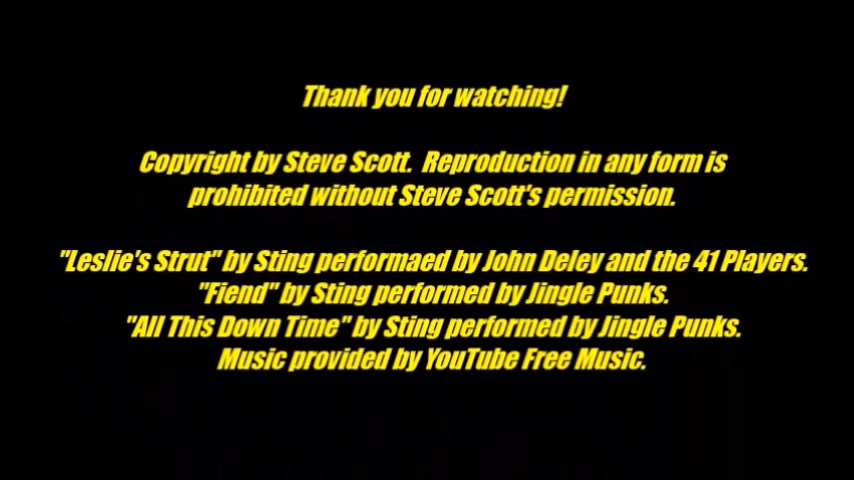 Thank you for watching!
Copyright by Steve Scott.  Reproduction in any form is
prohibited without Steve Scott's permission.
"Leslie's Strut" by Sting performaed by John Deley and the 41 Players.
"Fiend" by Sting performed by Jingle Punks.
"All This Down Time" by Sting performed by Jingle Punks.
Music provided by YouTube Free Music.